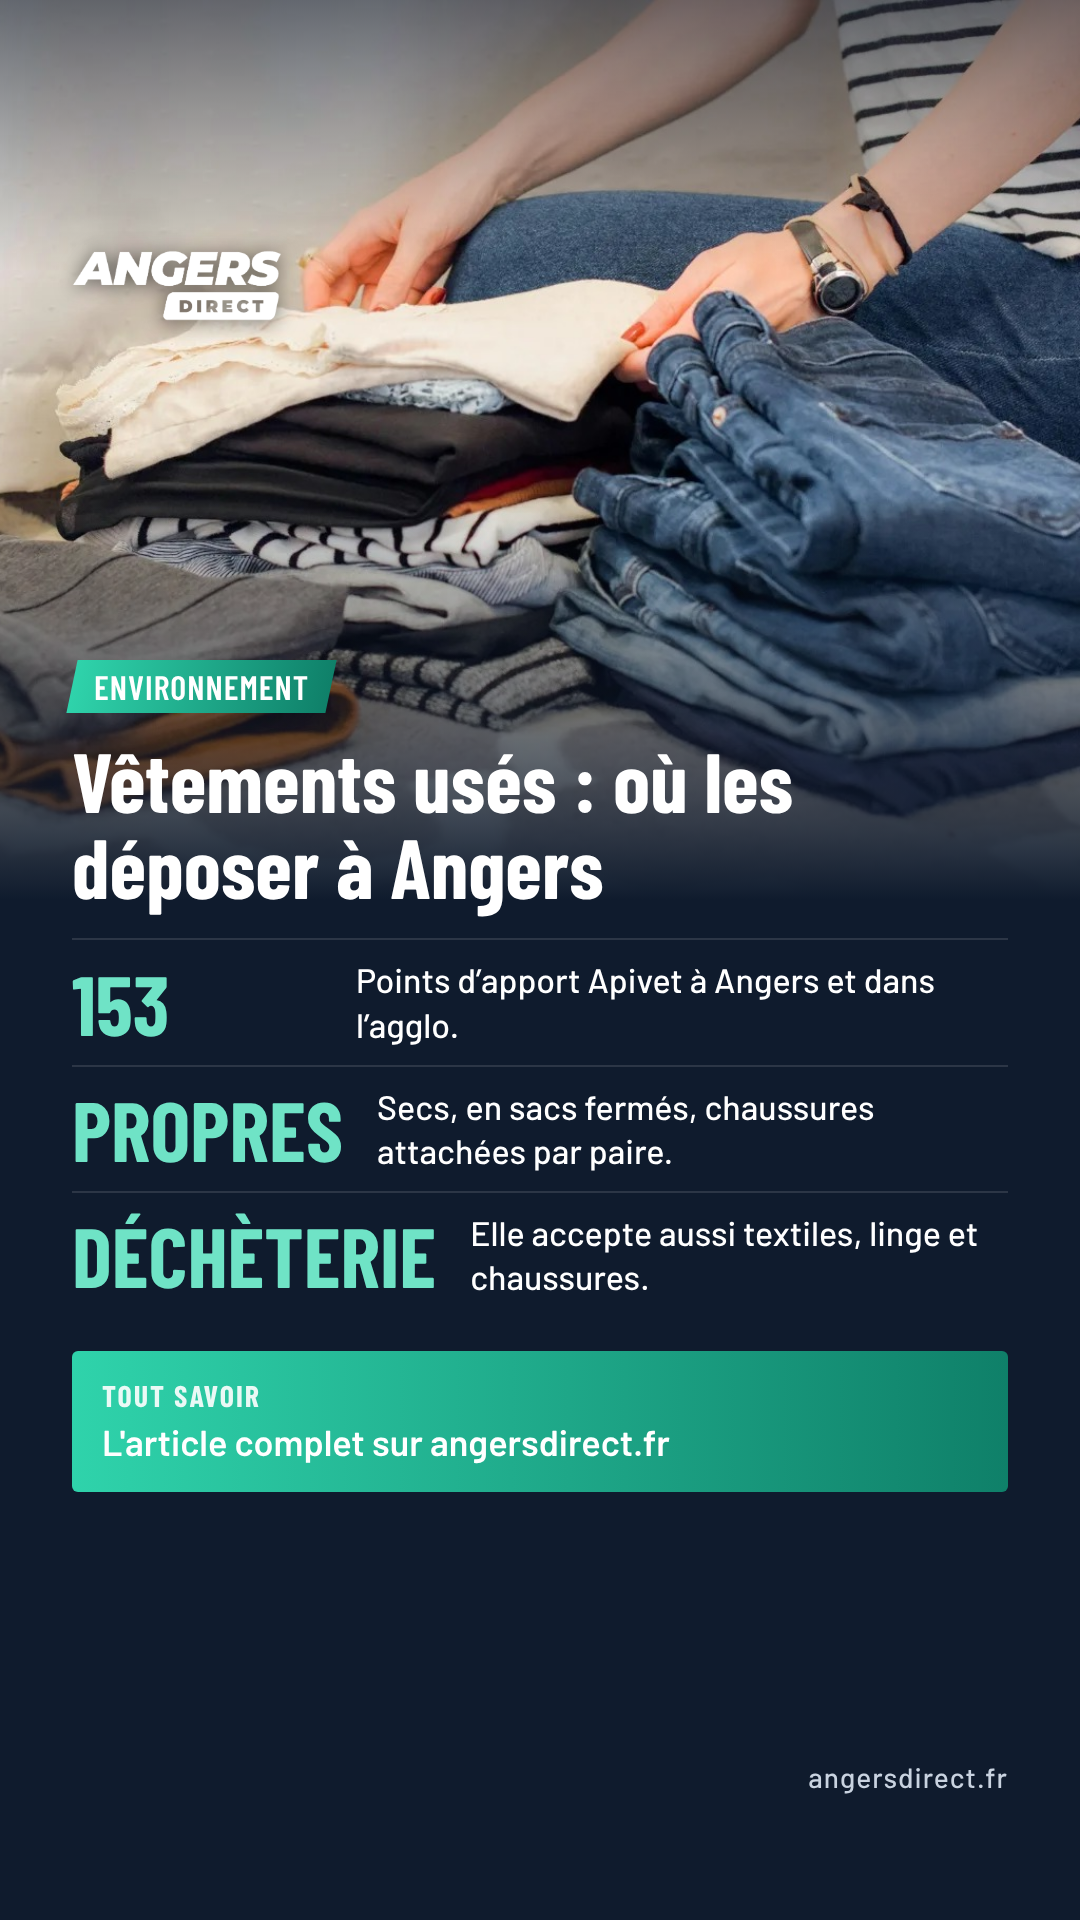 ANGERS
DIRECT
ENVIRONNEMENT
Vêtements usés : où les
déposer à Angers
153
Points d’apport Apivet à Angers et dans
l’agglo.
PROPRES
Secs, en sacs fermés, chaussures
attachées par paire.
DÉCHÈTERIE
Elle accepte aussi textiles, linge et
chaussures.
TOUT SAVOIR
L'article complet sur angersdirect.fr
angersdirect.fr